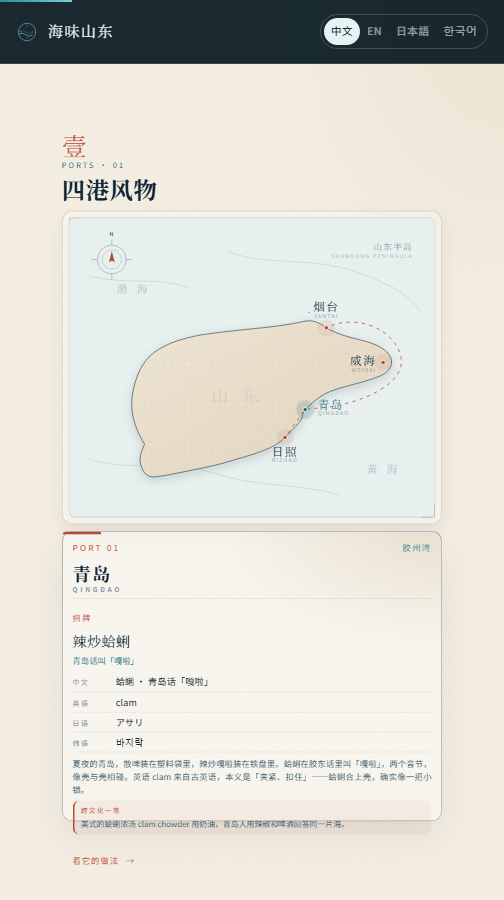 海味山东
中文 EN 日本語 한국어
壹
PORTS · 01
四港风物
N
山东半岛
SHANDONG PENINSULA
渤 海
烟台
YANTAI
威海
WEIHAI
山 东
青岛
QINGDAO
日照
RIZHAO
黄 海
PORT 01
胶州湾
青岛
QINGDAO
招牌
辣炒蛤蜊
青岛话叫「嘎啦」
中文 蛤蜊 · 青岛话「嘎啦」
英语 clam
日语 アサリ
韩语 바지락
夏夜的青岛，散啤装在塑料袋里，辣炒嘎啦装在铁盘里。蛤蜊在胶东话里叫「嘎啦」，两个音节，
像壳与壳相碰。英语 clam 来自古英语，本义是「夹紧、扣住」——蛤蜊合上壳，确实像一把小
锁。
跨文化一笔
美式的蛤蜊浓汤 clam chowder 用奶油，青岛人用辣椒和啤酒回答同一片海。
看它的做法 →